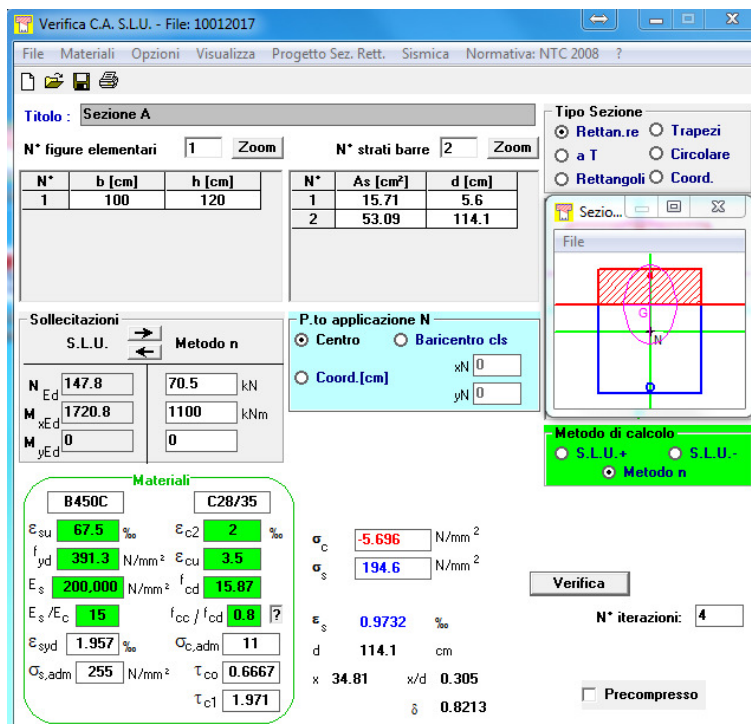 Verifica C.A. S.L.U. - File: 10012017
File Materiali Opzioni Visualizza Progetto Sez. Rett. Sismica Normativa: NTC 2008 ?
Titolo : Sezione A
N° figure elementari 1 Zoom
N° strati barre 2 Zoom
N° b [cm] h [cm]
1 100 120
N° As [cm²] d [cm]
1 15.71 5.6
2 53.09 114.1
Tipo Sezione
Rettan.re Trapezi
a T Circolare
Rettangoli Coord.
Sezio...
File
G
N
Sollecitazioni
S.L.U. Metodo n
N Ed 147.8 70.5 kN
M xEd 1720.8 1100 kNm
M yEd 0 0
P.to applicazione N
Centro Baricentro cls
Coord.[cm] xN 0
yN 0
Metodo di calcolo
S.L.U.+ S.L.U.-
Metodo n
Materiali
B450C C28/35
εsu 67.5 ‰ εc2 2 ‰
fyd 391.3 N/mm² εcu 3.5
Es 200,000 N/mm² fcd 15.87
Es/Ec 15 fcc/fcd 0.8 ?
εsyd 1.957 ‰ σc,adm 11
σs,adm 255 N/mm² τco 0.6667
τc1 1.971
σc -5.696 N/mm²
σs 194.6 N/mm²
εs 0.9732 ‰
d 114.1 cm
x 34.81 x/d 0.305
δ 0.8213
Verifica
N° iterazioni: 4
Precompresso